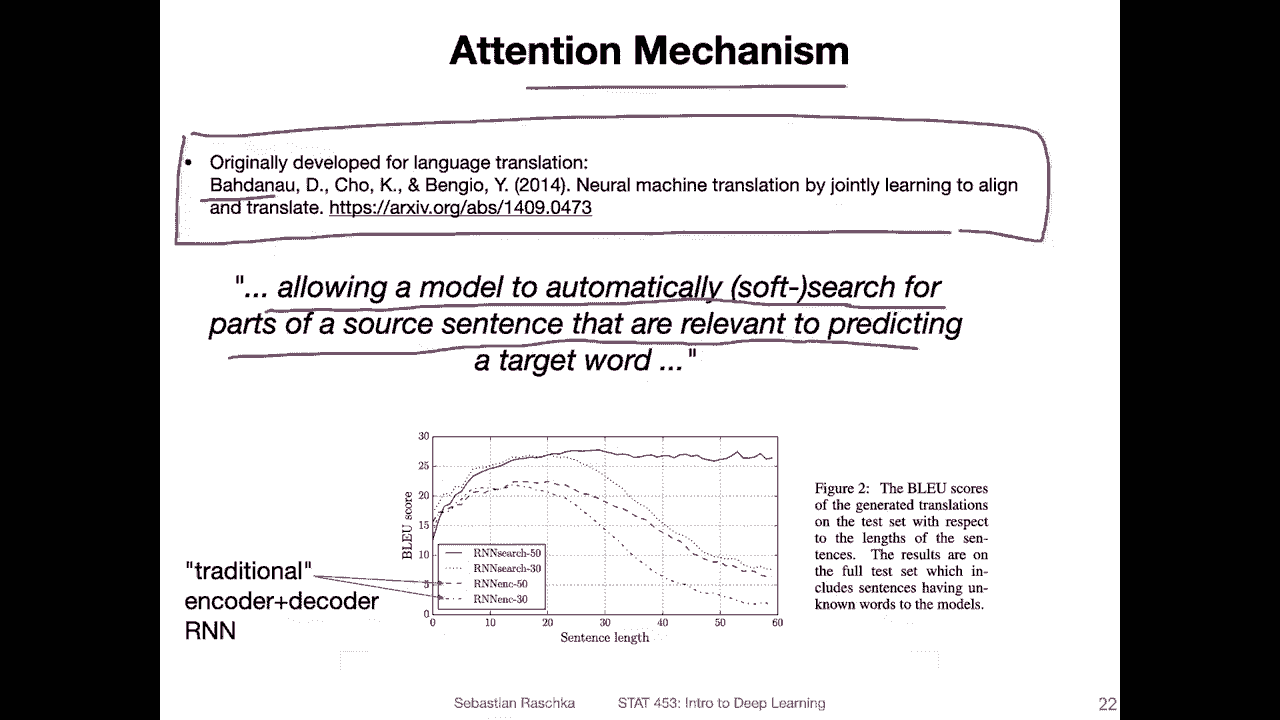 Attention Mechanism
• Originally developed for language translation:
Bahdanau, D., Cho, K., & Bengio, Y. (2014). Neural machine translation by jointly learning to align
and translate. https://arxiv.org/abs/1409.0473
"... allowing a model to automatically (soft-)search for
parts of a source sentence that are relevant to predicting
a target word ..."
30
25
20
15
10
5
0
BLEU score
RNNsearch-50
RNNsearch-30
RNNenc-50
RNNenc-30
0 10 20 30 40 50 60
Sentence length
"traditional"
encoder+decoder
RNN
Figure 2: The BLEU scores
of the generated translations
on the test set with respect
to the lengths of the sen-
tences. The results are on
the full test set which in-
cludes sentences having un-
known words to the models.
Sebastian Raschka STAT 453: Intro to Deep Learning
22